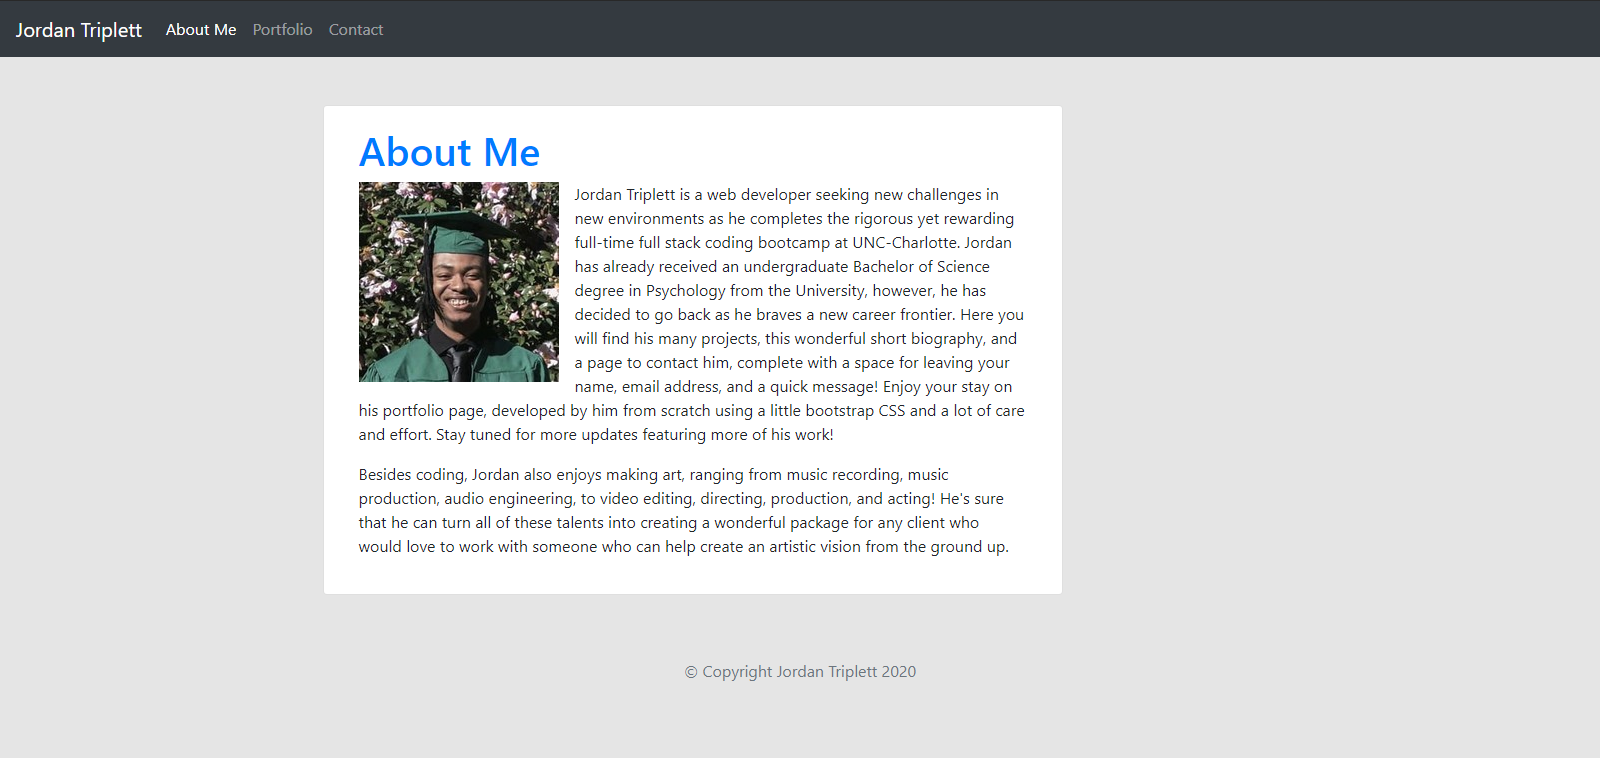 Jordan Triplett About Me Portfolio Contact
About Me
Jordan Triplett is a web developer seeking new challenges in
new environments as he completes the rigorous yet rewarding
full-time full stack coding bootcamp at UNC-Charlotte. Jordan
has already received an undergraduate Bachelor of Science
degree in Psychology from the University, however, he has
decided to go back as he braves a new career frontier. Here you
will find his many projects, this wonderful short biography, and
a page to contact him, complete with a space for leaving your
name, email address, and a quick message! Enjoy your stay on
his portfolio page, developed by him from scratch using a little bootstrap CSS and a lot of care
and effort. Stay tuned for more updates featuring more of his work!
Besides coding, Jordan also enjoys making art, ranging from music recording, music
production, audio engineering, to video editing, directing, production, and acting! He's sure
that he can turn all of these talents into creating a wonderful package for any client who
would love to work with someone who can help create an artistic vision from the ground up.
© Copyright Jordan Triplett 2020